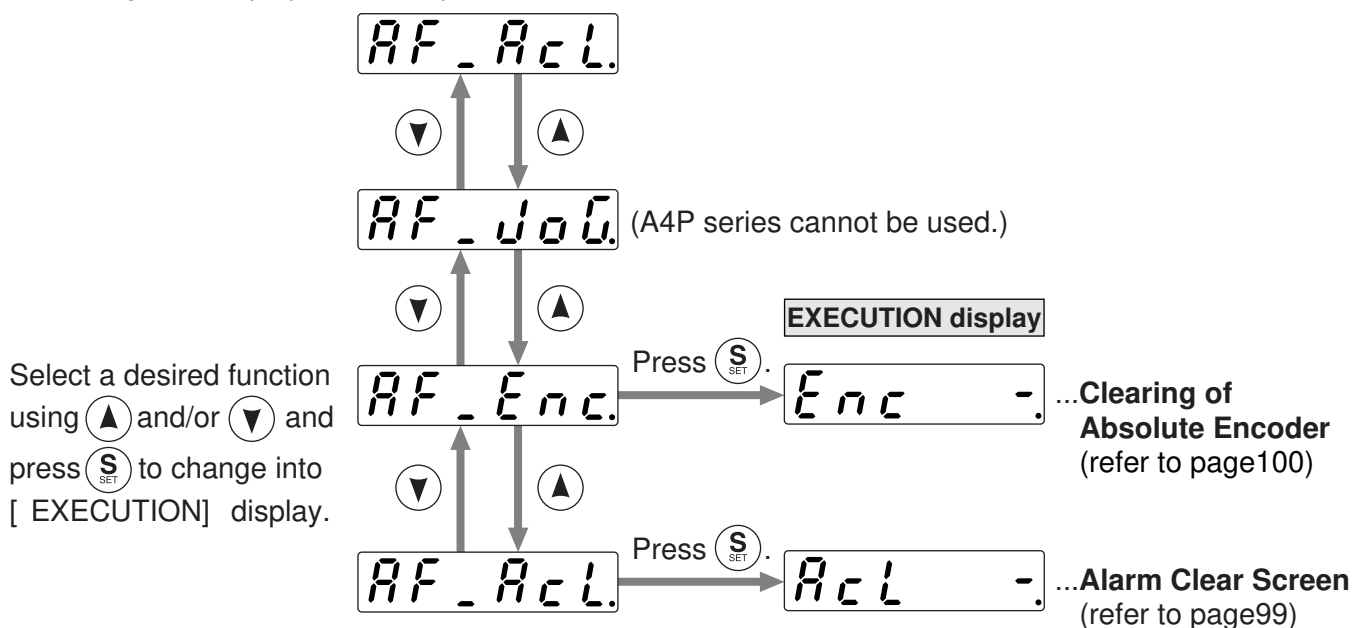 AF_AcL.
AF_JoG.
(A4P series cannot be used.)
EXECUTION display
Press S SET.
Select a desired function
using and/or and
press S SET to change into
[ EXECUTION] display.
AF_Enc.
Enc -.
...Clearing of
Absolute Encoder
(refer to page100)
Press S SET.
AF_AcL.
AcL -.
...Alarm Clear Screen
(refer to page99)